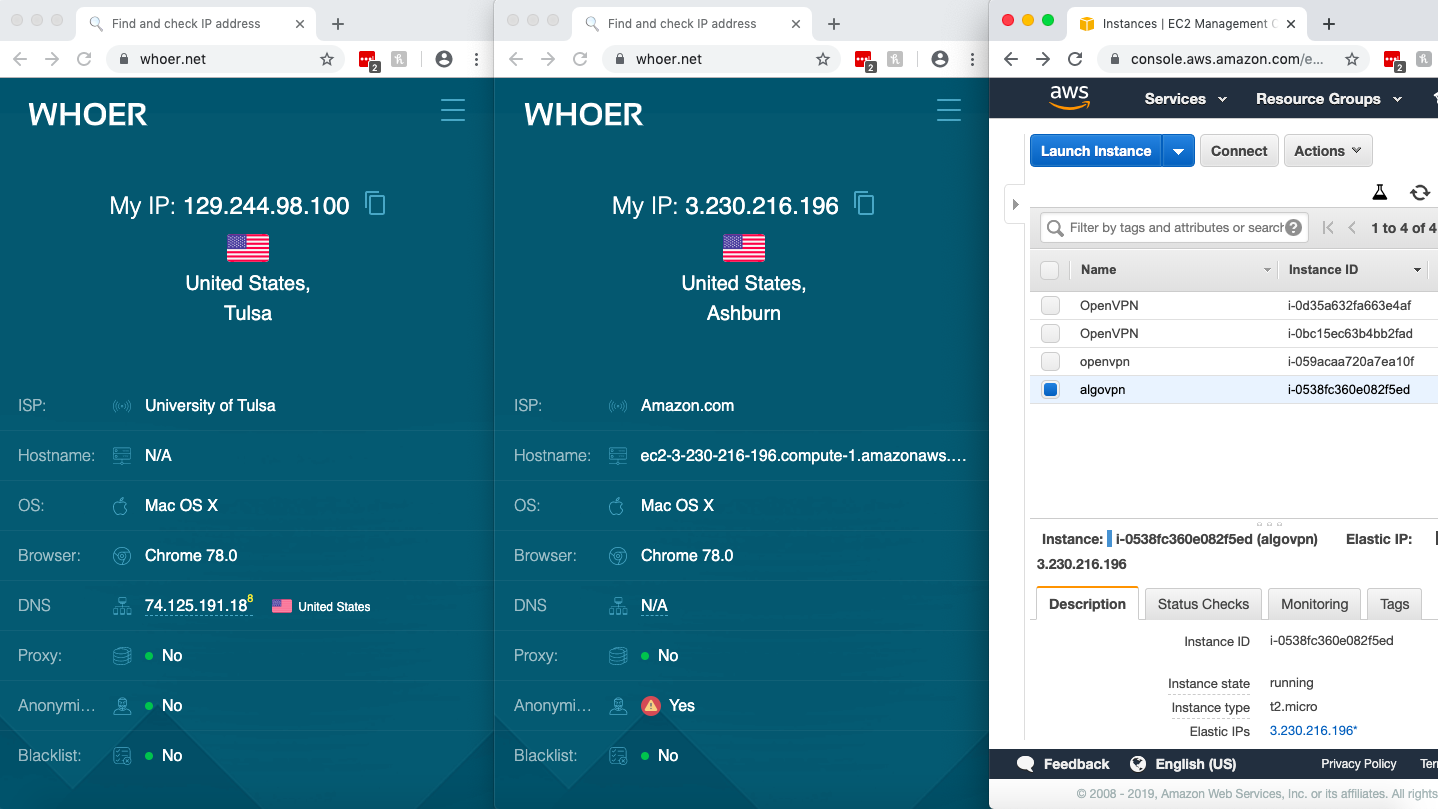 Find and check IP address
whoer.net
2
WHOER
My IP: 129.244.98.100
United States,
Tulsa
ISP: University of Tulsa
Hostname: N/A
OS: Mac OS X
Browser: Chrome 78.0
DNS 74.125.191.18 8 United States
Proxy: No
Anonymi... No
Blacklist: No
Find and check IP address
whoer.net
2
WHOER
My IP: 3.230.216.196
United States,
Ashburn
ISP: Amazon.com
Hostname: ec2-3-230-216-196.compute-1.amazonaws....
OS: Mac OS X
Browser: Chrome 78.0
DNS N/A
Proxy: No
Anonymi... Yes
Blacklist: No
Instances | EC2 Management
console.aws.amazon.com/e...
2
aws Services Resource Groups
Launch Instance Connect Actions
Filter by tags and attributes or search ? 1 to 4 of 4
Name Instance ID
OpenVPN i-0d35a632fa663e4af
OpenVPN i-0bc15ec63b4bb2fad
openvpn i-059acaa720a7ea10f
algovpn i-0538fc360e082f5ed
Instance: i-0538fc360e082f5ed (algovpn) Elastic IP:
3.230.216.196
Description Status Checks Monitoring Tags
Instance ID i-0538fc360e082f5ed
Instance state running
Instance type t2.micro
Elastic IPs 3.230.216.196*
Feedback English (US) Privacy Policy
© 2008 - 2019, Amazon Web Services, Inc. or its affiliates. All rights